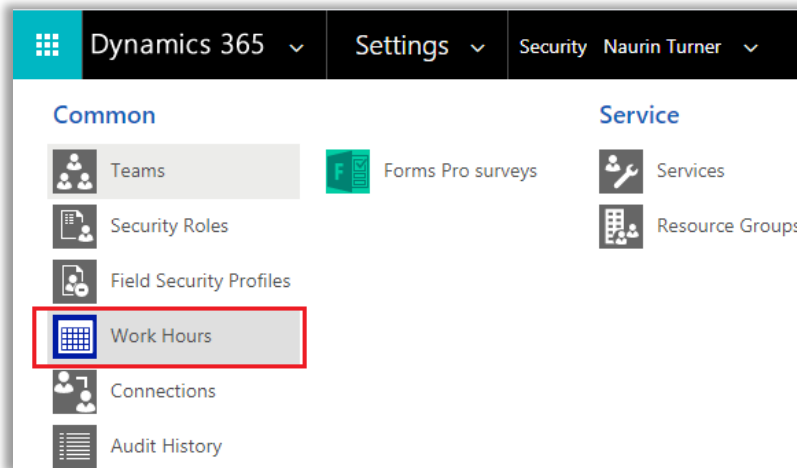 Dynamics 365 Settings Security Naurin Turner
Common Service
Teams Forms Pro surveys Services
Security Roles Resource Groups
Field Security Profiles
Work Hours
Connections
Audit History